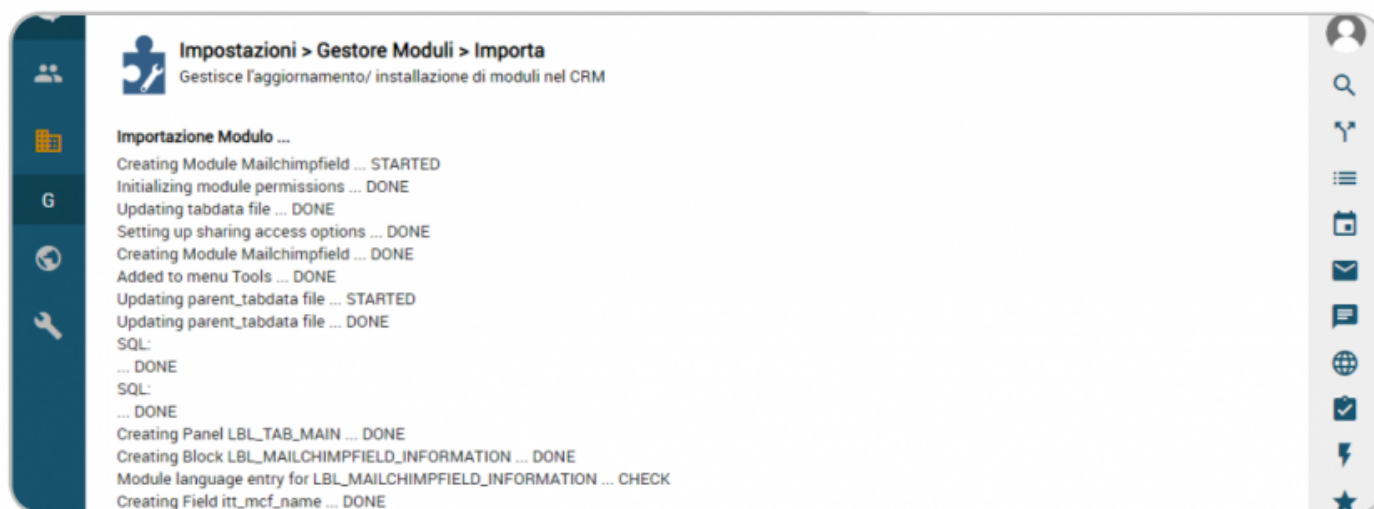 Impostazioni > Gestore Moduli > Importa
Gestisce l'aggiornamento/ installazione di moduli nel CRM
Importazione Modulo ...
Creating Module Mailchimpfield ... STARTED
Initializing module permissions ... DONE
Updating tabdata file ... DONE
Setting up sharing access options ... DONE
G
Creating Module Mailchimpfield ... DONE
Added to menu Tools ... DONE
Updating parent_tabdata file ... STARTED
Updating parent_tabdata file ... DONE
SQL:
... DONE
SQL:
... DONE
Creating Panel LBL_TAB_MAIN ... DONE
Creating Block LBL_MAILCHIMPFIELD_INFORMATION ... DONE
Module language entry for LBL_MAILCHIMPFIELD_INFORMATION ... CHECK
Creating Field itt_mcf_name ... DONE